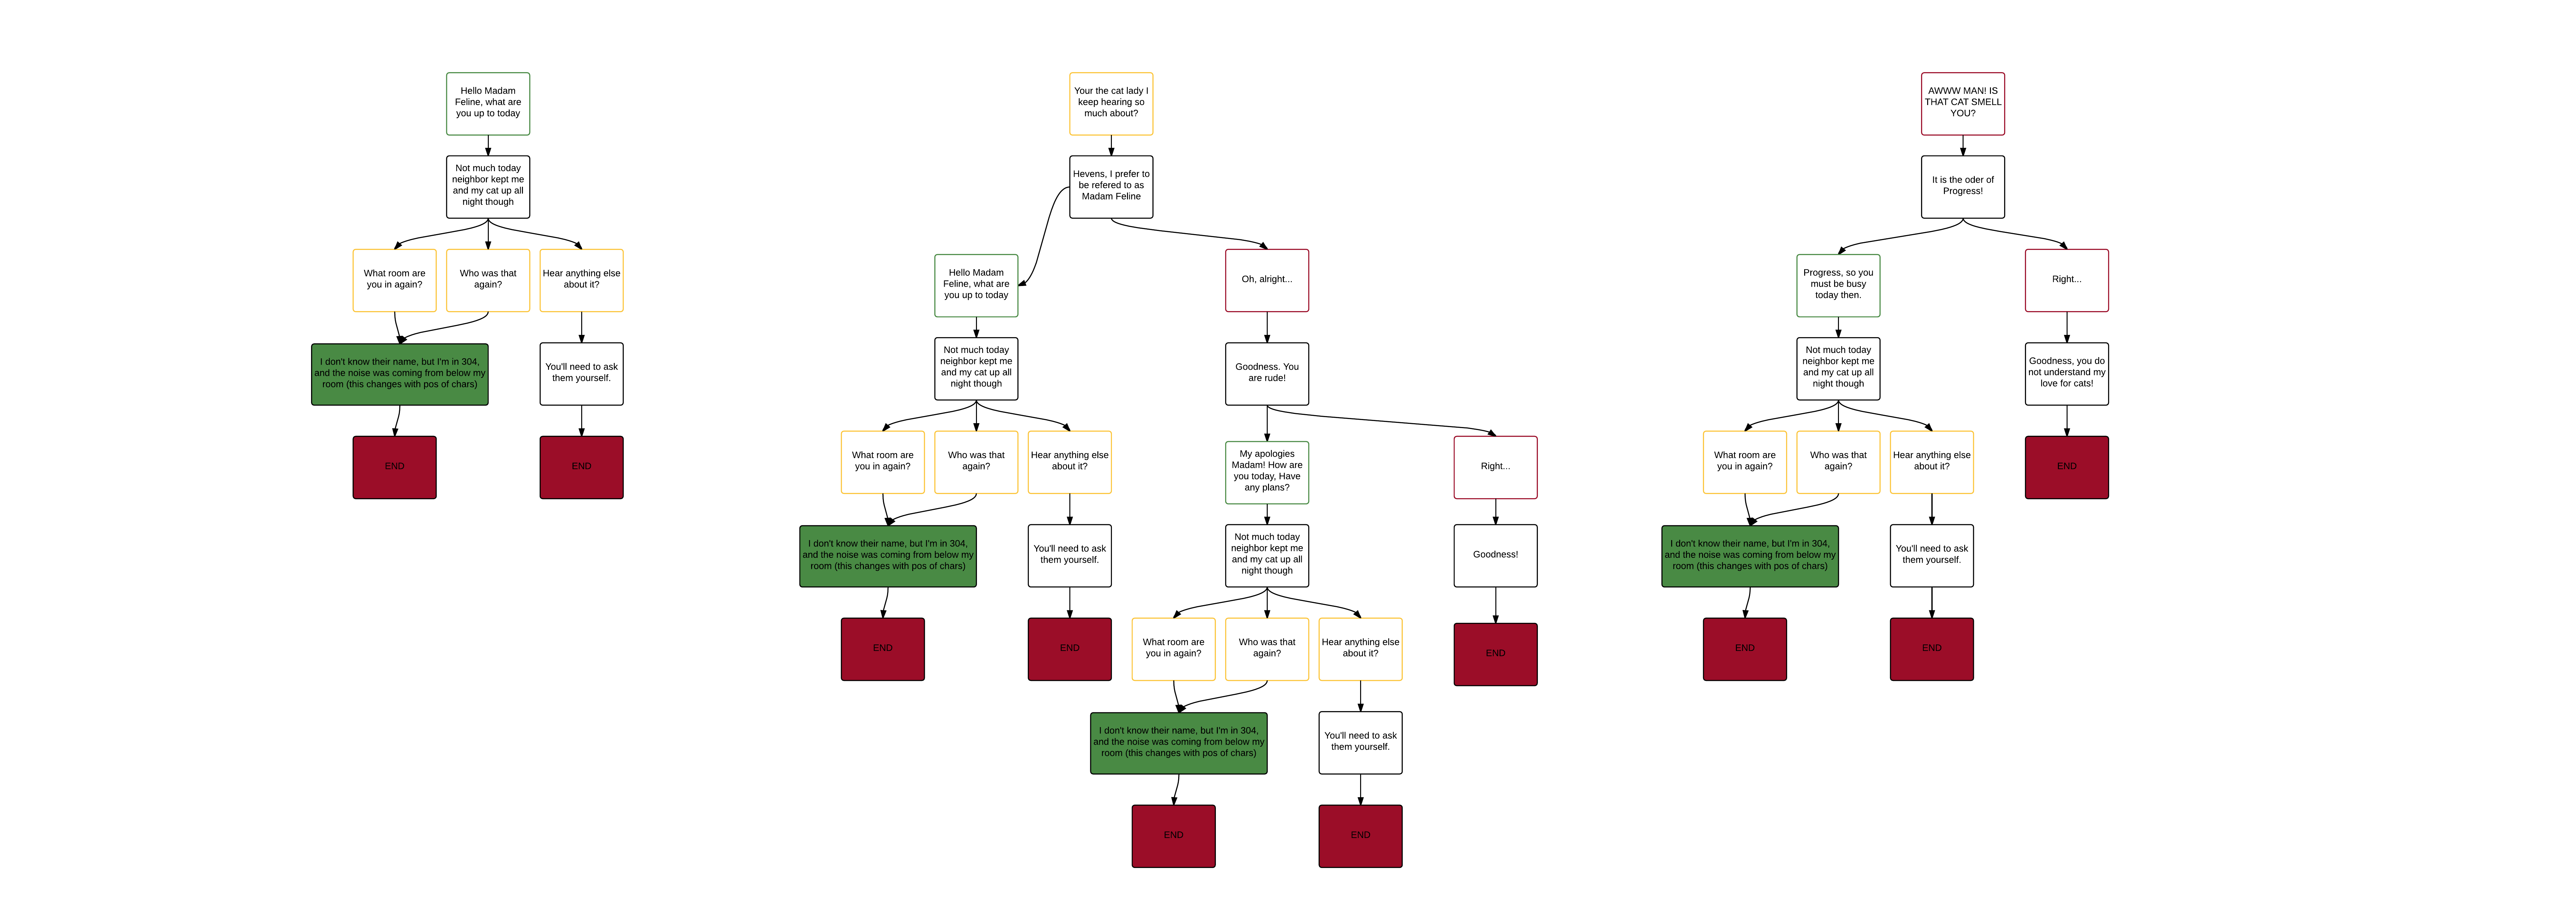 Hello Madam
Feline, what are
you up to today
Not much today
neighbor kept me
and my cat up all
night though
What room are
you in again?
Who was that
again?
Hear anything else
about it?
I don't know their name, but I'm in 304,
and the noise was coming from below my
room (this changes with pos of chars)
You'll need to ask
them yourself.
END
END
Your the cat lady I
keep hearing so
much about?
Hevens, I prefer to
be refered to as
Madam Feline
Hello Madam
Feline, what are
you up to today
Oh, alright...
Not much today
neighbor kept me
and my cat up all
night though
Goodness. You
are rude!
What room are
you in again?
Who was that
again?
Hear anything else
about it?
My apologies
Madam! How are
you today, Have
any plans?
Right...
I don't know their name, but I'm in 304,
and the noise was coming from below my
room (this changes with pos of chars)
You'll need to ask
them yourself.
Not much today
neighbor kept me
and my cat up all
night though
Goodness!
END
END
What room are
you in again?
Who was that
again?
Hear anything else
about it?
END
I don't know their name, but I'm in 304,
and the noise was coming from below my
room (this changes with pos of chars)
You'll need to ask
them yourself.
END
END
AWWW MAN! IS
THAT CAT SMELL
YOU?
It is the oder of
Progress!
Progress, so you
must be busy
today then.
Right...
Not much today
neighbor kept me
and my cat up all
night though
Goodness, you do
not understand my
love for cats!
What room are
you in again?
Who was that
again?
Hear anything else
about it?
END
I don't know their name, but I'm in 304,
and the noise was coming from below my
room (this changes with pos of chars)
You'll need to ask
them yourself.
END
END